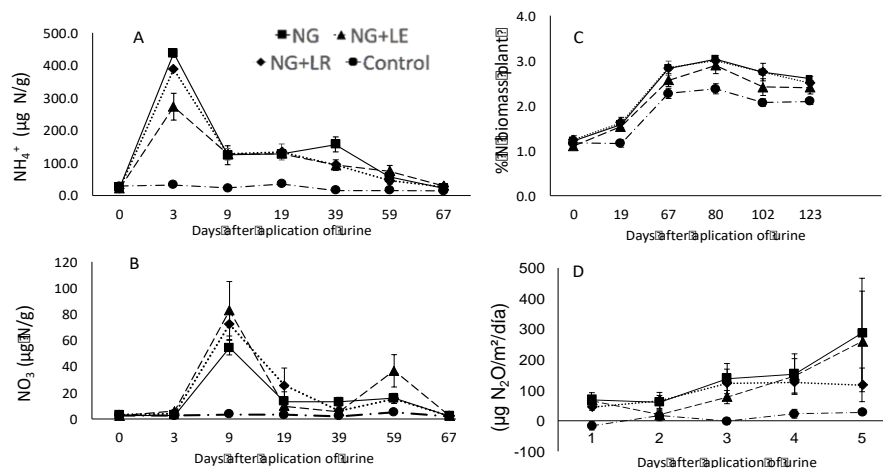 A
NG NG+LE
NG+LR Control
NH₄⁺ (µg N/g)
500.0
400.0
300.0
200.0
100.0
0.0
0 3 9 19 39 59 67
Days after aplication of urine
B
NO₃ (µg N/g)
120
100
80
60
40
20
0
0 3 9 19 39 59 67
Days after aplication of urine
C
% N biomass plant
4.0
3.0
2.0
1.0
0 19 67 80 102 123
Days after aplication of urine
D
(µg N₂O/m²/día)
500
400
300
200
100
0
-100
1 2 3 4 5
Days after aplication of urine